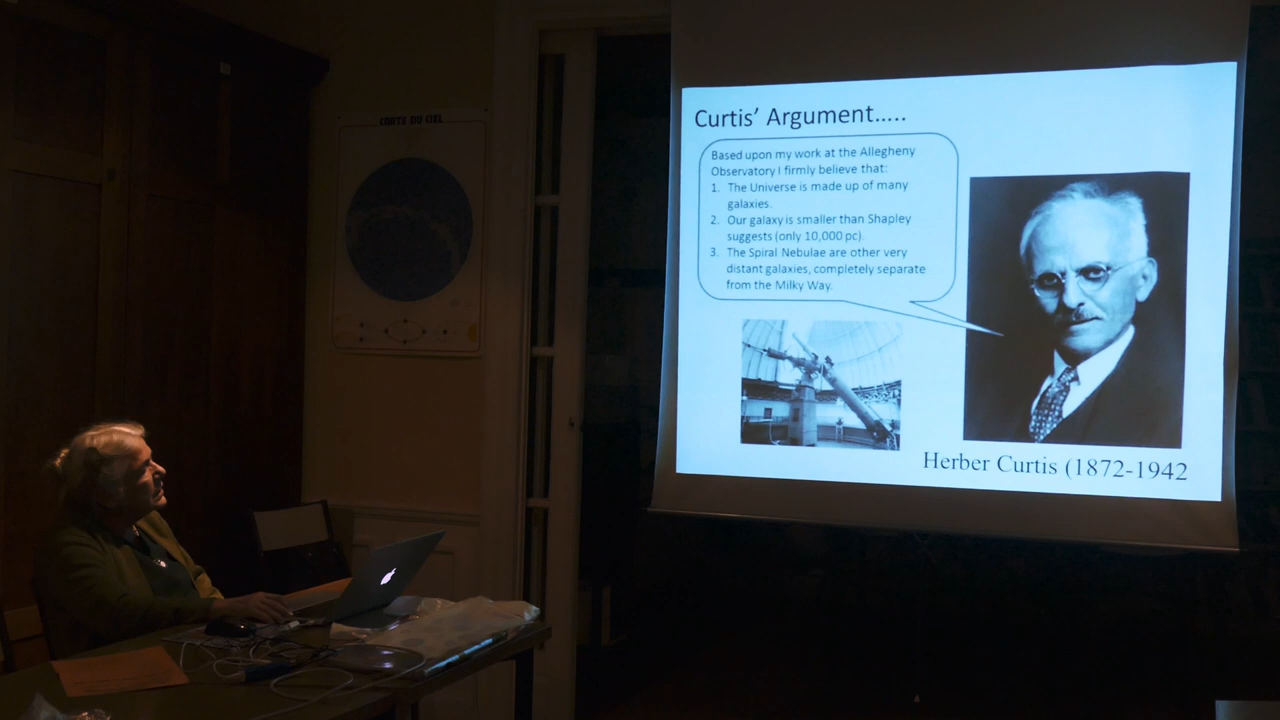 CARTE DU CIEL
Curtis' Argument.....
Based upon my work at the Allegheny
Observatory I firmly believe that:
1. The Universe is made up of many
galaxies.
2. Our galaxy is smaller than Shapley
suggests (only 10,000 pc).
3. The Spiral Nebulae are other very
distant galaxies, completely separate
from the Milky Way.
Herber Curtis (1872-1942